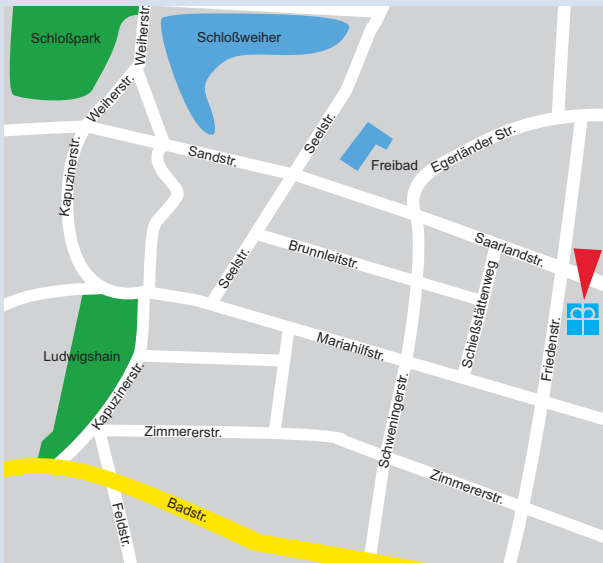 Schloßpark
Weiherstr.
Schloßweiher
Weiherstr.
Seelstr.
Freibad
Egerländer Str.
Sandstr.
Kapuzinerstr.
Saarlandstr.
Brunnleitstr.
Seelstr.
Schießstättenweg
Friedenstr.
Mariahilfstr.
Ludwigshain
Kapuzinerstr.
Zimmererstr.
Schweningerstr.
Zimmererstr.
Badstr.
Feldstr.